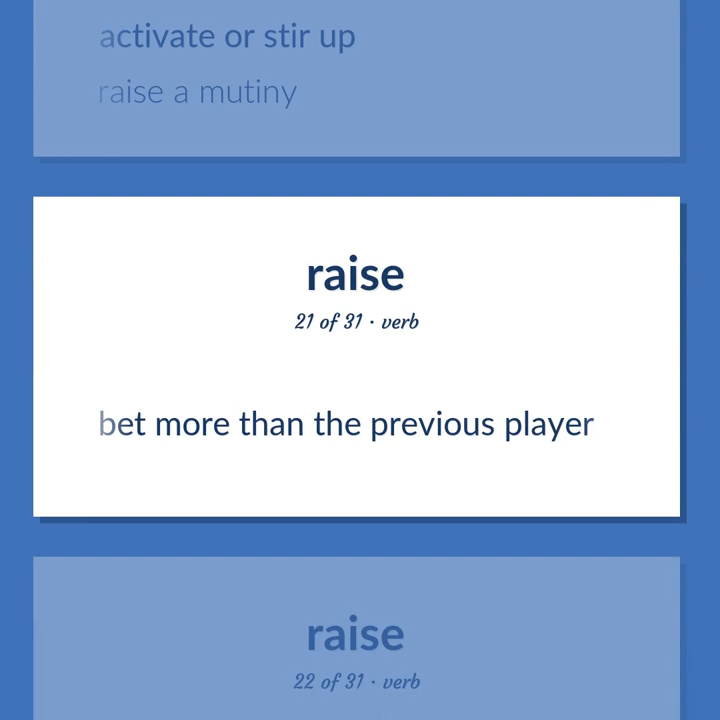 activate or stir up
raise a mutiny
raise
21 of 31 · verb
bet more than the previous player
raise
22 of 31 · verb